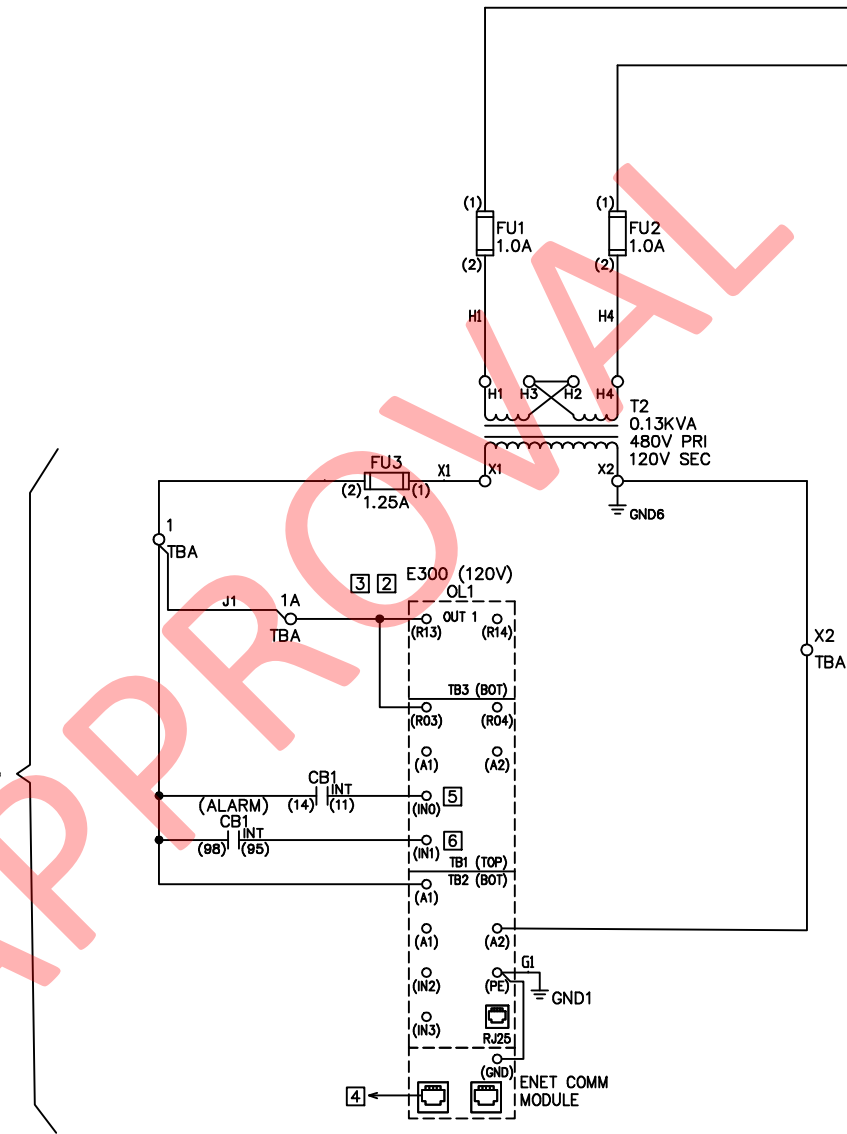 (1)
FU1
1.0A
(2)
(1)
FU2
1.0A
(2)
H1
H4
H1
H3
H2
H4
T2
0.13KVA
480V PRI
120V SEC
FU3
X1
X1
X2
(2)
(1)
1.25A
GND6
1
TBA
3
2
E300 (120V)
OL1
J1
1A
TBA
OUT 1
(R13)
(R14)
X2
TBA
TB3 (BOT)
(R03)
(R04)
(A1)
(A2)
CB1
INT
(14)
(11)
(IN0)
5
(ALARM)
CB1
INT
(98)
(95)
(IN1)
6
TB1 (TOP)
TB2 (BOT)
(A1)
(A1)
(A2)
G1
(IN2)
(PE)
GND1
(IN3)
RJ25
(GND)
ENET COMM
MODULE
4
APPROVAL